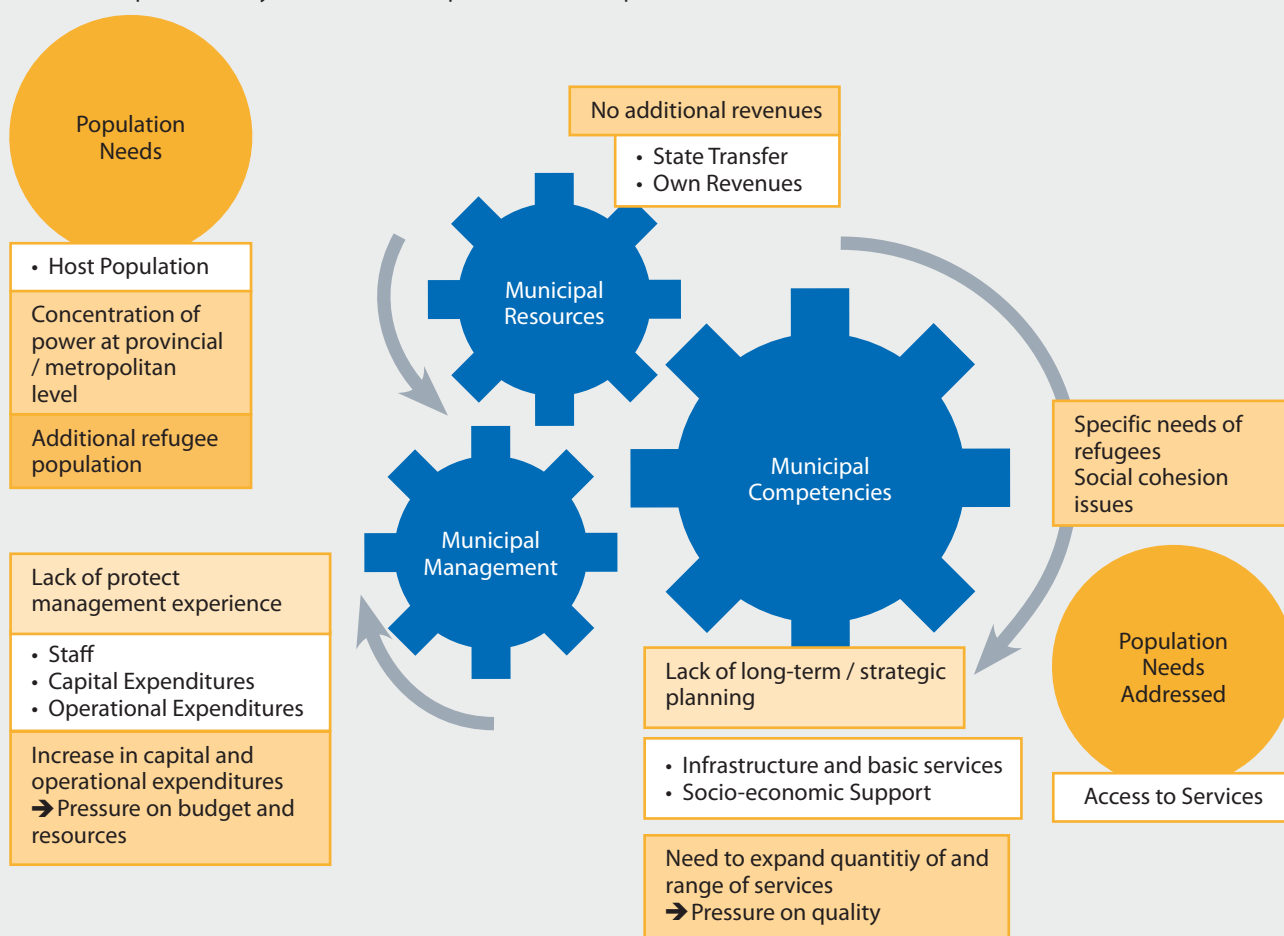 Population
Needs
• Host Population
Concentration of
power at provincial
/ metropolitan
level
Additional refugee
population
No additional revenues
• State Transfer
• Own Revenues
Municipal
Resources
Municipal
Competencies
Municipal
Management
Specific needs of
refugees
Social cohesion
issues
Lack of protect
management experience
• Staff
• Capital Expenditures
• Operational Expenditures
Increase in capital and
operational expenditures
➔ Pressure on budget and
resources
Lack of long-term / strategic
planning
• Infrastructure and basic services
• Socio-economic Support
Need to expand quantitiy of and
range of services
➔ Pressure on quality
Population
Needs
Addressed
Access to Services